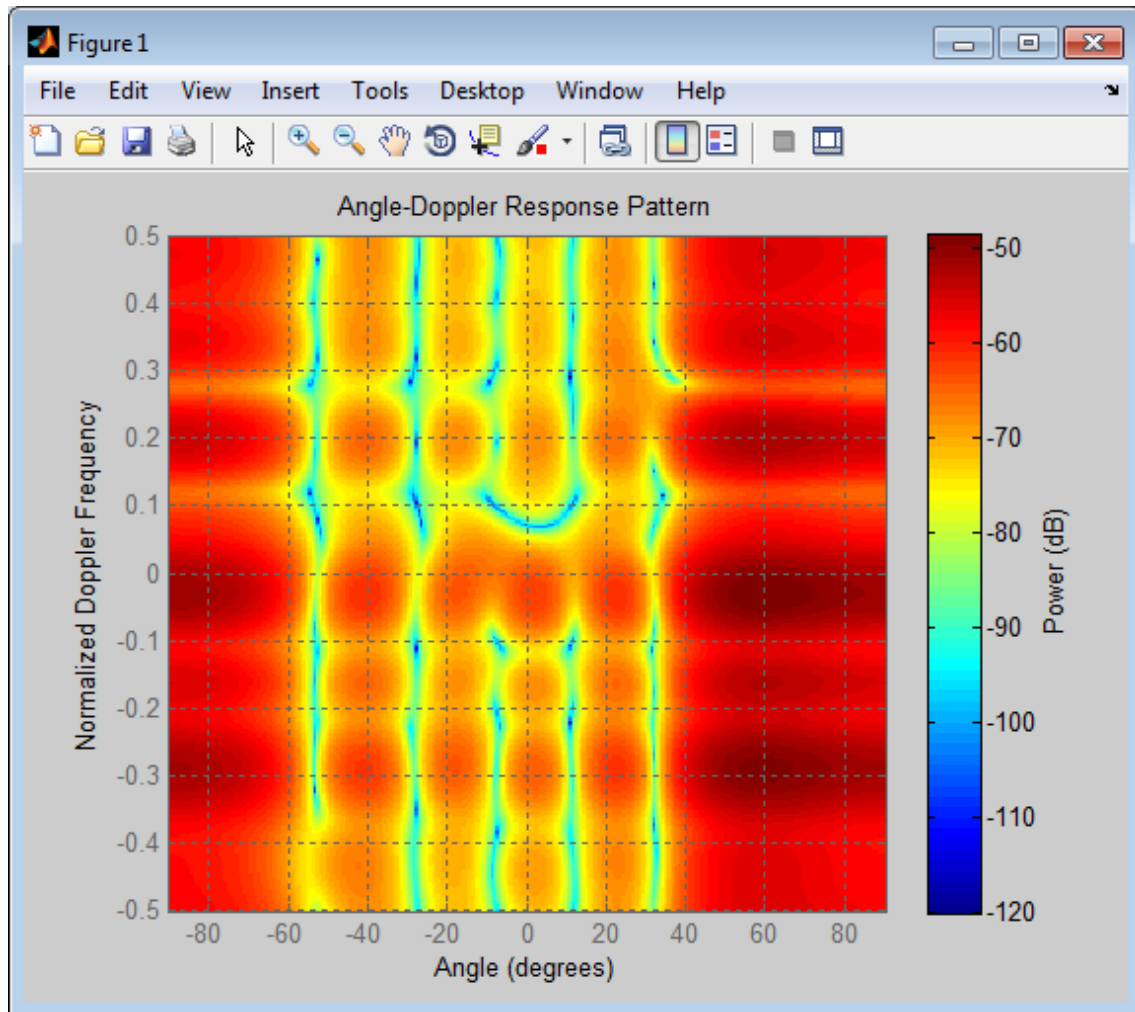 Figure 1
File Edit View Insert Tools Desktop Window Help
Angle-Doppler Response Pattern
0.5
0.4
0.3
0.2
0.1
0
-0.1
-0.2
-0.3
-0.4
-0.5
Normalized Doppler Frequency
-80 -60 -40 -20 0 20 40 60 80
Angle (degrees)
-50
-60
-70
-80
-90
-100
-110
-120
Power (dB)